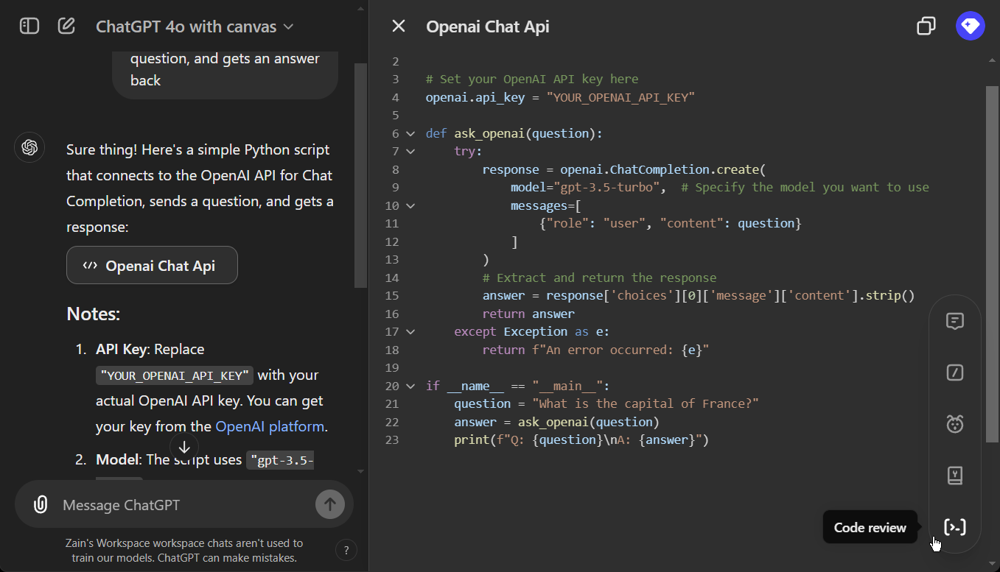 ChatGPT 4o with canvas
question, and gets an answer
back
Sure thing! Here's a simple Python script
that connects to the OpenAI API for Chat
Completion, sends a question, and gets a
response:
Openai Chat Api
Notes:
1. API Key: Replace
"YOUR_OPENAI_API_KEY" with your
actual OpenAI API key. You can get
your key from the OpenAI platform.
2. Model: The script uses "gpt-3.5-
Message ChatGPT
Zain's Workspace workspace chats aren't used to
train our models. ChatGPT can make mistakes.
?
Openai Chat Api
2
3 # Set your OpenAI API key here
4 openai.api_key = "YOUR_OPENAI_API_KEY"
5
6 def ask_openai(question):
7     try:
8         response = openai.ChatCompletion.create(
9             model="gpt-3.5-turbo",  # Specify the model you want to use
10             messages=[
11                 {"role": "user", "content": question}
12             ]
13         )
14         # Extract and return the response
15         answer = response['choices'][0]['message']['content'].strip()
16         return answer
17     except Exception as e:
18         return f"An error occurred: {e}"
19
20 if __name__ == "__main__":
21     question = "What is the capital of France?"
22     answer = ask_openai(question)
23     print(f"Q: {question}\nA: {answer}")
Code review